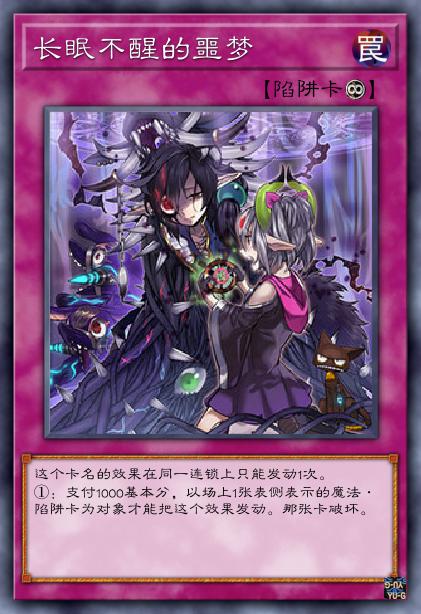 长眠不醒的噩梦
罠
【陷阱卡】
这个卡名的效果在同一连锁上只能发动1次。
①：支付1000基本分，以场上1张表侧表示的魔法·
陷阱卡为对象才能把这个效果发动。那张卡破坏。